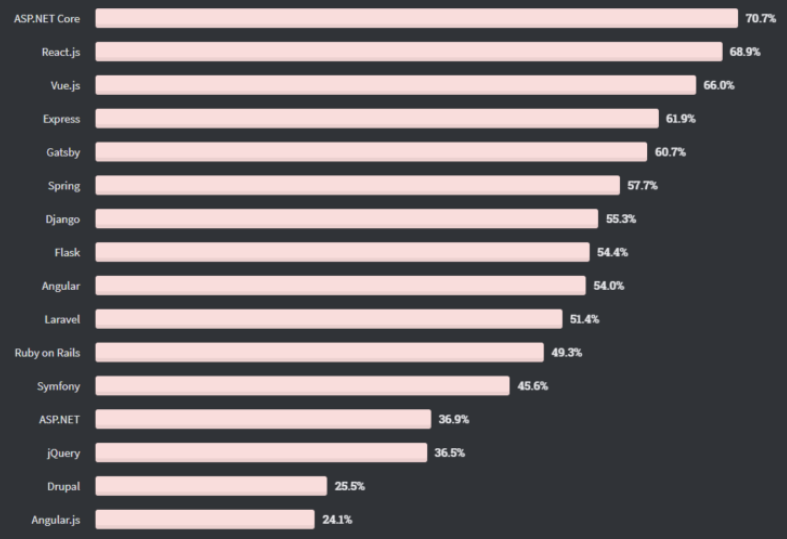 ASP.NET Core 70.7%
React.js 68.9%
Vue.js 66.0%
Express 61.9%
Gatsby 60.7%
Spring 57.7%
Django 55.3%
Flask 54.4%
Angular 54.0%
Laravel 51.4%
Ruby on Rails 49.3%
Symfony 45.6%
ASP.NET 36.9%
jQuery 36.5%
Drupal 25.5%
Angular.js 24.1%